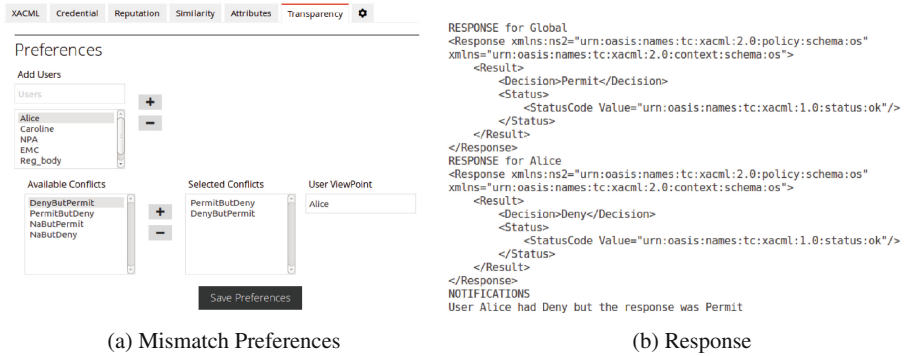 XACML Credential Reputation Similarity Attributes Transparency
Preferences
Add Users
Users
Alice
Caroline
NPA
EMC
Reg_body
Available Conflicts Selected Conflicts User ViewPoint
DenyButPermit PermitButDeny Alice
PermitButDeny DenyButPermit
NaButPermit
NaButDeny
Save Preferences
(a) Mismatch Preferences
RESPONSE for Global
<Response xmlns:ns2="urn:oasis:names:tc:xacml:2.0:policy:schema:os"
xmlns="urn:oasis:names:tc:xacml:2.0:context:schema:os">
<Result>
<Decision>Permit</Decision>
<Status>
<StatusCode Value="urn:oasis:names:tc:xacml:1.0:status:ok"/>
</Status>
</Result>
</Response>
RESPONSE for Alice
<Response xmlns:ns2="urn:oasis:names:tc:xacml:2.0:policy:schema:os"
xmlns="urn:oasis:names:tc:xacml:2.0:context:schema:os">
<Result>
<Decision>Deny</Decision>
<Status>
<StatusCode Value="urn:oasis:names:tc:xacml:1.0:status:ok"/>
</Status>
</Result>
</Response>
NOTIFICATIONS
User Alice had Deny but the response was Permit
(b) Response